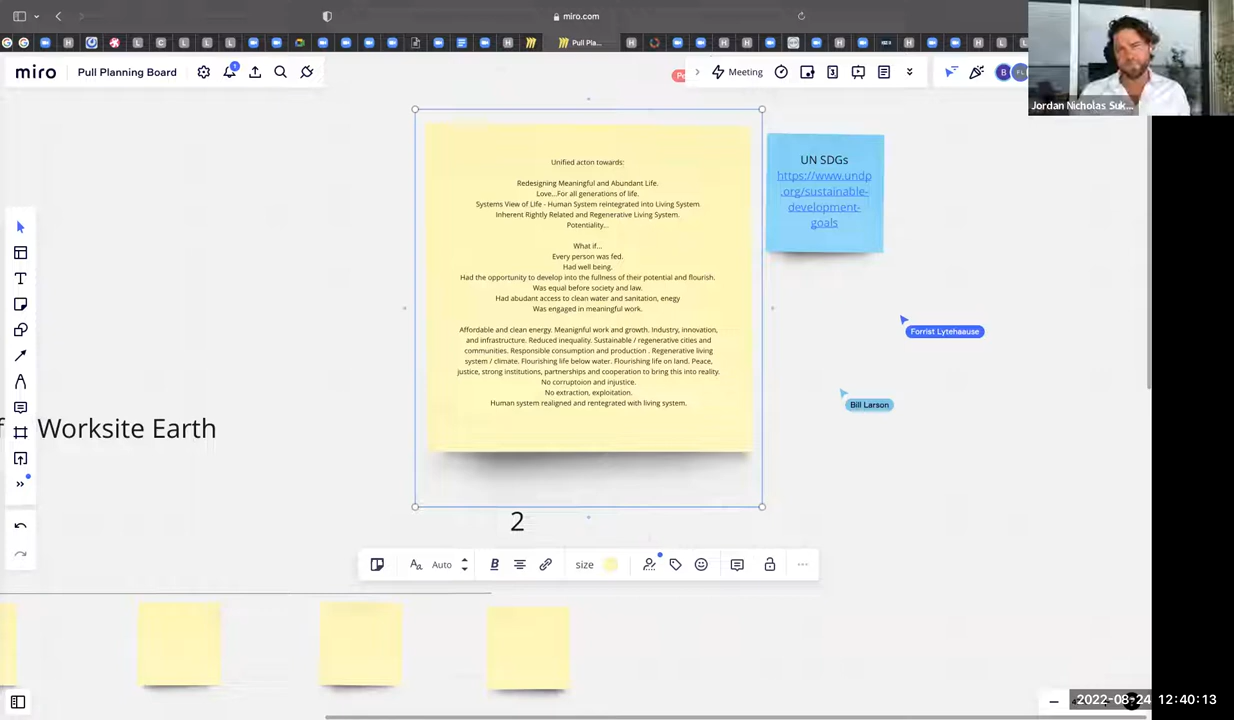 miro.com
Pull Pla...
miro
Pull Planning Board
1
3
Meeting
B
Jordan Nicholas Suk...
Unified acton towards:
Redesigning Meaningful and Abundant Life.
Love...For all generations of life.
Systems View of Life - Human System reintegrated into Living System
Inherent Rightly Related and Regenerative Living System.
Potentiality...
What if...
Every person was fed.
Had well being.
Had the opportunity to develop into the fullness of their potential and flourish.
Was equal before society and law.
Had abudant access to clean water and sanitation, enegy
Was engaged in meaningful work.
Affordable and clean energy. Meanignful work and growth. Industry, innovation,
and infrastructure. Reduced inequality. Sustainable / regenerative cities and
communities. Responsible consumption and production . Regenerative living
system / climate. Flourishing life below water. Flourishing life on land. Peace,
justice, strong institutions, partnerships and cooperation to bring this into reality.
No corruptoion and injustice.
No extraction, exploitation.
Human system realigned and rentegrated with living system.
UN SDGs
https://www.undp
.org/sustainable-
development-
goals
Forrist Lytehaause
Bill Larson
Worksite Earth
2
Auto
B
size
2022-08-24 12:40:13